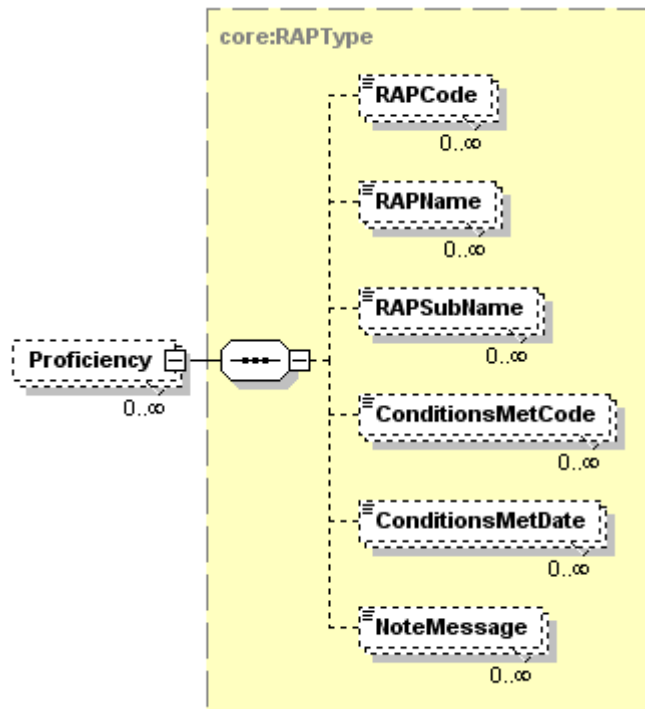 core:RAPType
RAPCode
0..∞
RAPName
0..∞
RAPSubName
0..∞
Proficiency
0..∞
ConditionsMetCode
0..∞
ConditionsMetDate
0..∞
NoteMessage
0..∞